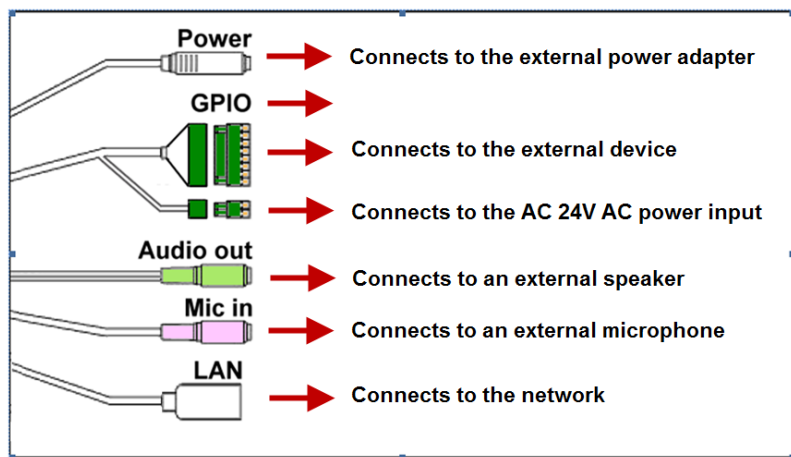 Power
Connects to the external power adapter
GPIO
Connects to the external device
Connects to the AC 24V AC power input
Audio out
Connects to an external speaker
Mic in
Connects to an external microphone
LAN
Connects to the network